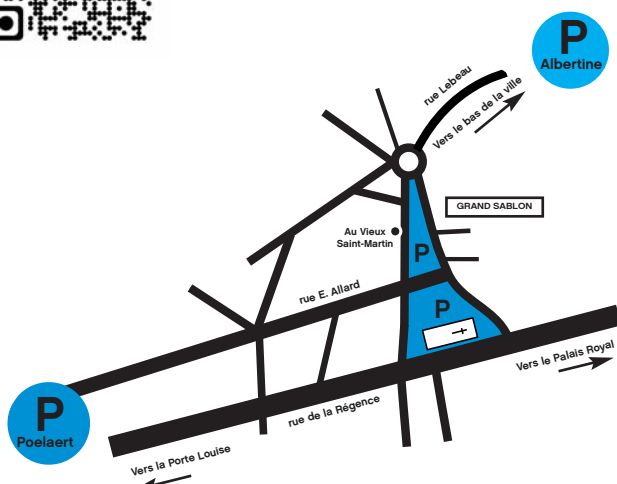 P
Albertine
rue Lebeau
Vers le bas de la ville
GRAND SABLON
Au Vieux
Saint-Martin
P
rue E. Allard
P
Vers le Palais Royal
P
Poelaert
rue de la Régence
Vers la Porte Louise